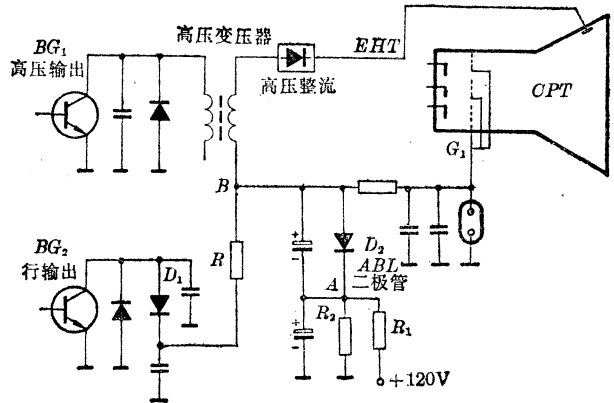 高压变压器
EHT
BG₁
高压输出
高压整流
CPT
G₁
B
BG₂
行输出
D₁
R
D₂
ABL
二极管
A
R₂
R₁
+120V